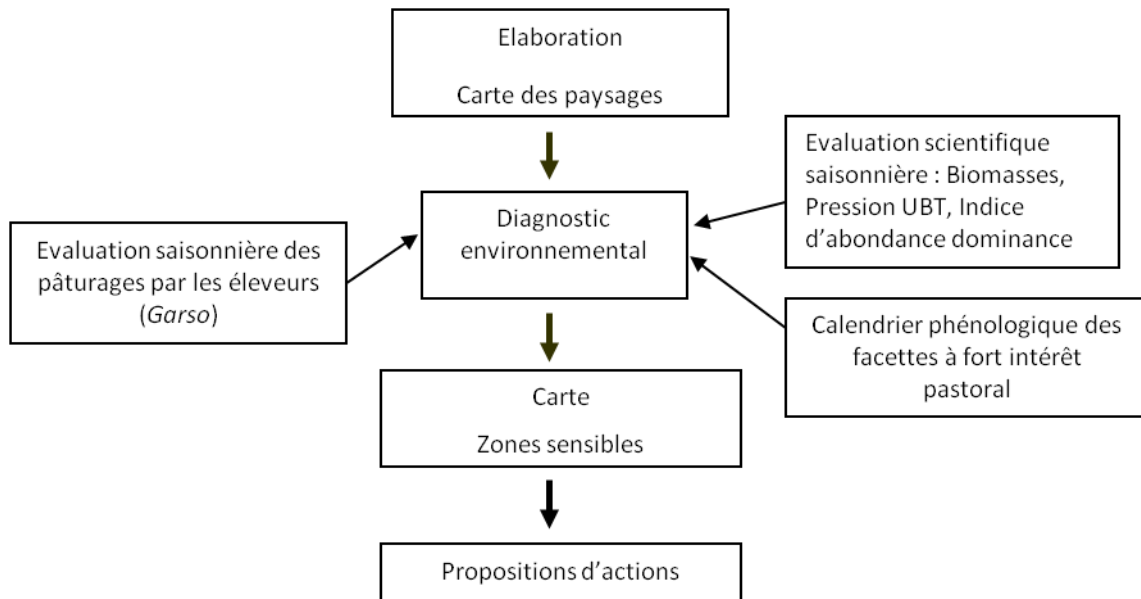 Elaboration
Carte des paysages
Evaluation scientifique
saisonnière : Biomasses,
Pression UBT, Indice
d’abondance dominance
Diagnostic
environnemental
Evaluation saisonnière des
pâturages par les éleveurs
(Garso)
Calendrier phénologique des
facettes à fort intérêt
pastoral
Carte
Zones sensibles
Propositions d’actions